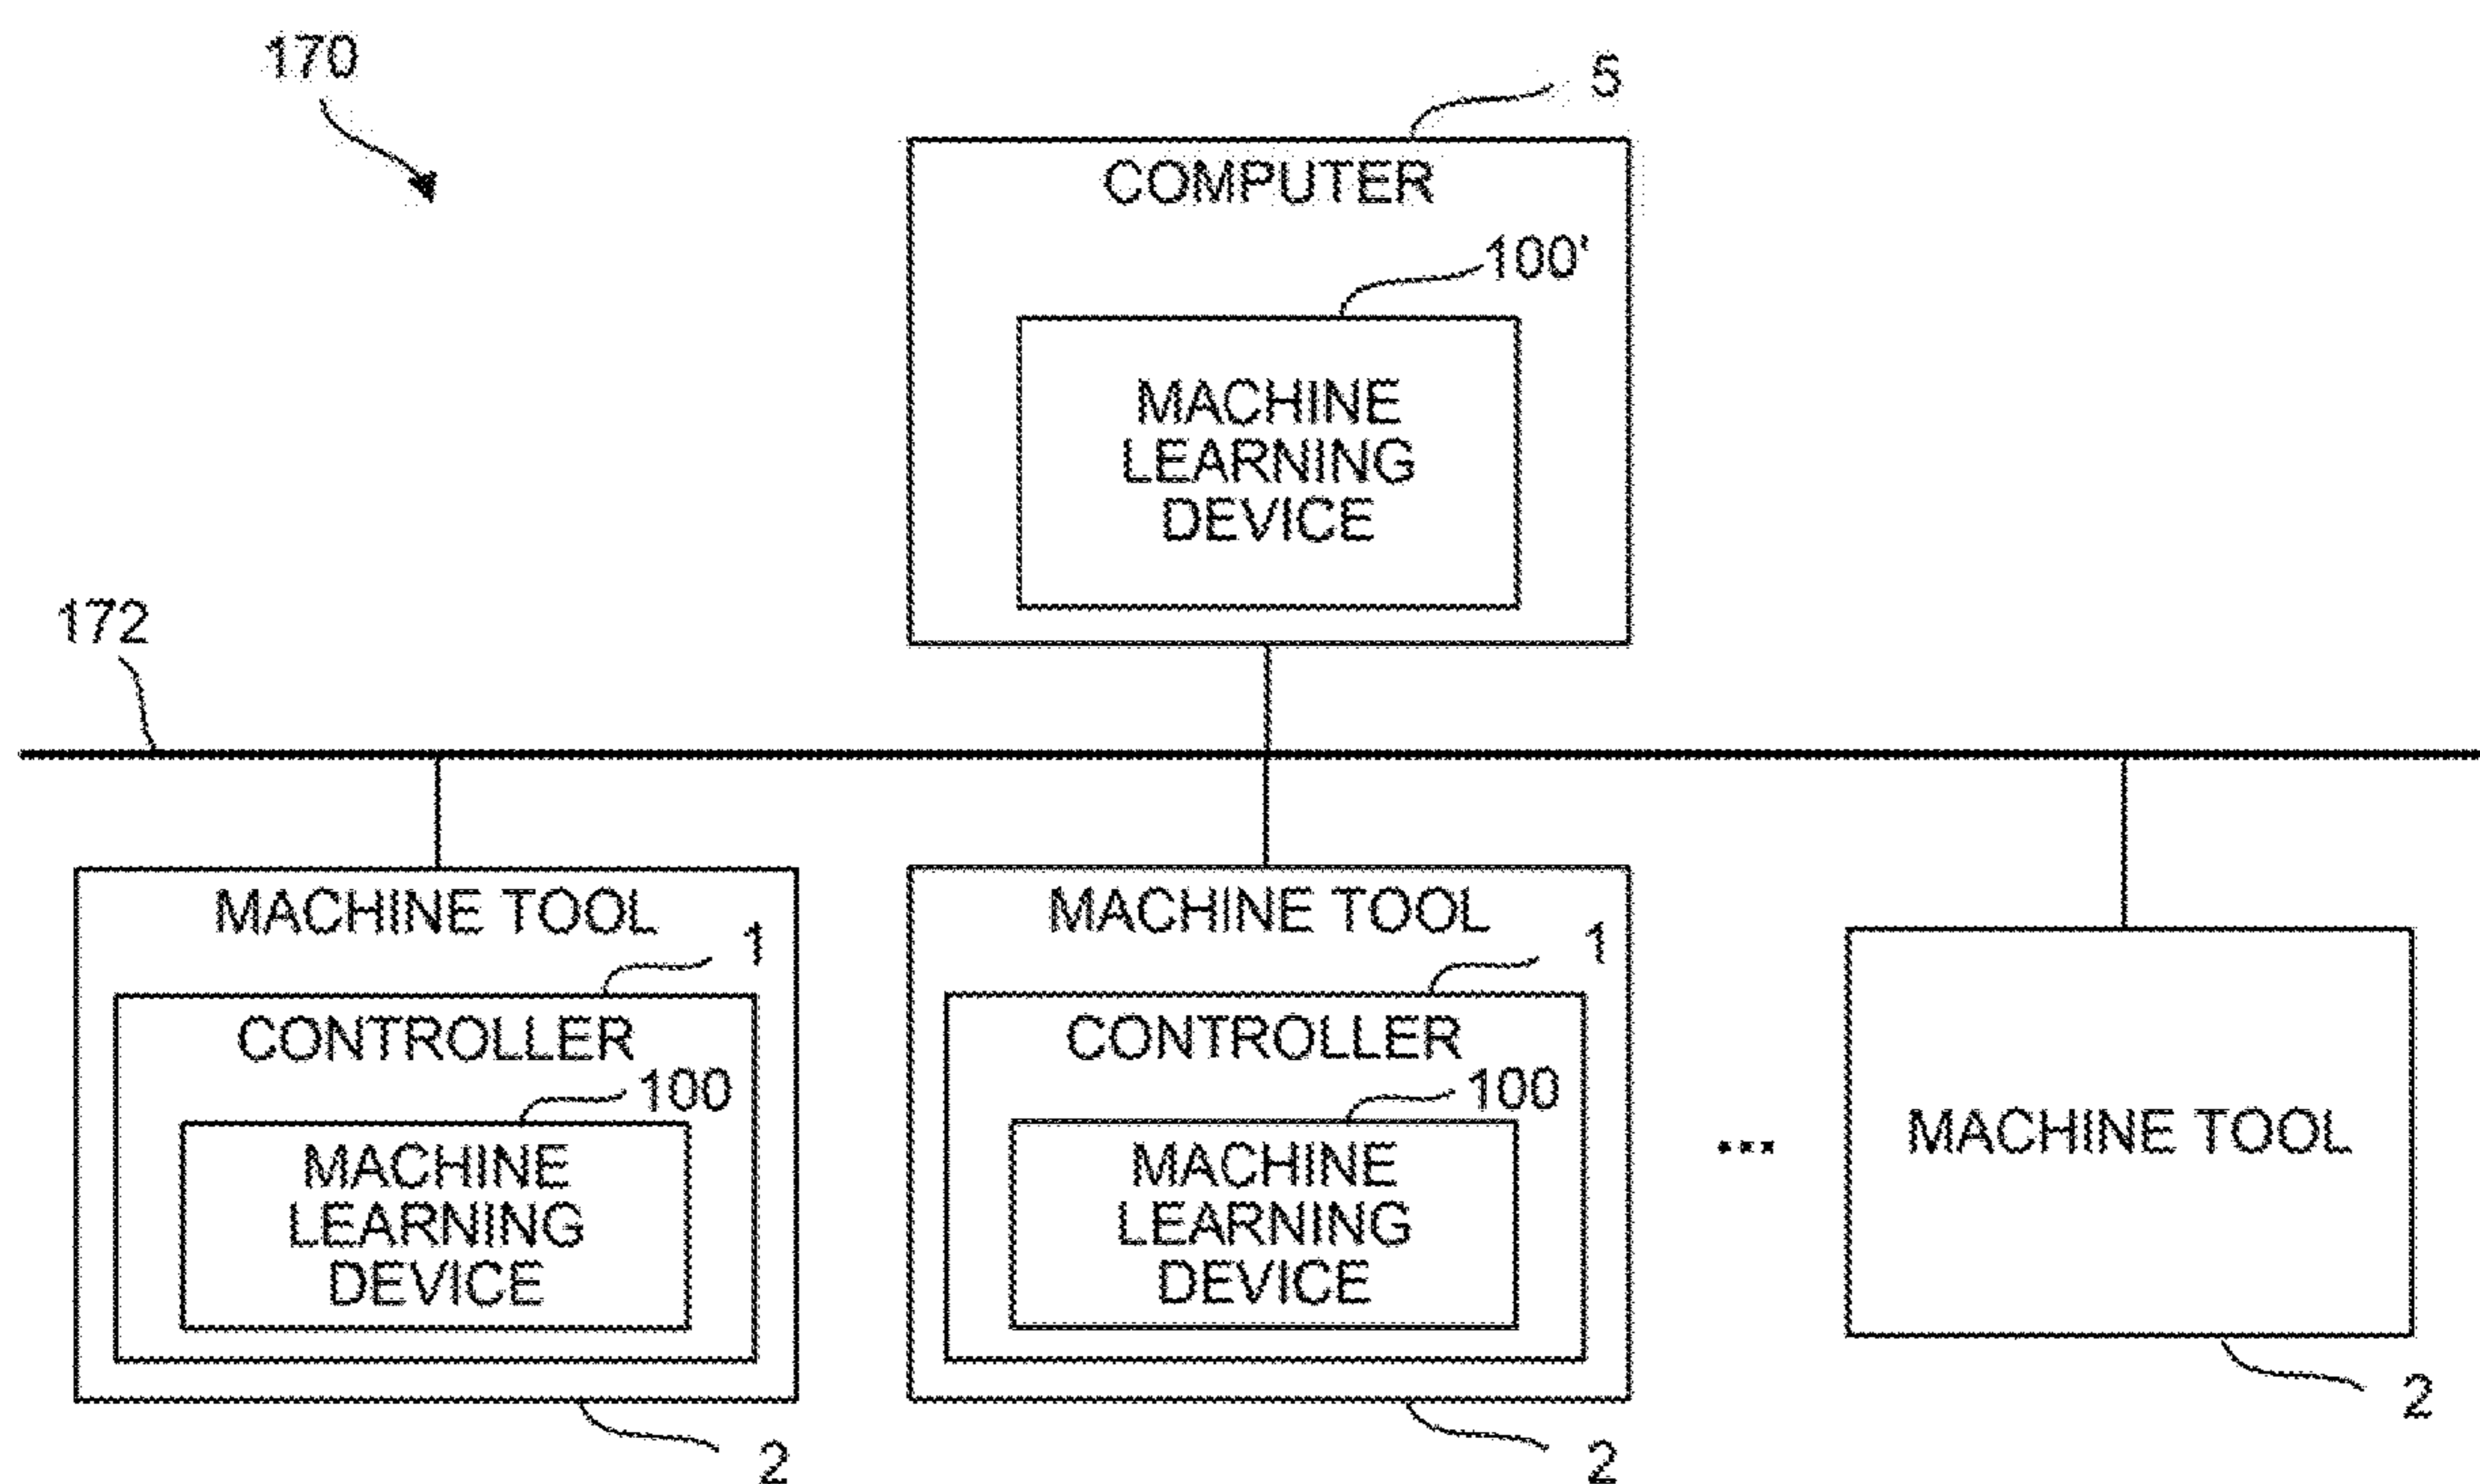 170
5
COMPUTER
100'
MACHINE
LEARNING
DEVICE
172
MACHINE TOOL
1
CONTROLLER
100
MACHINE
LEARNING
DEVICE
2
MACHINE TOOL
1
CONTROLLER
100
MACHINE
LEARNING
DEVICE
2
...
MACHINE TOOL
2